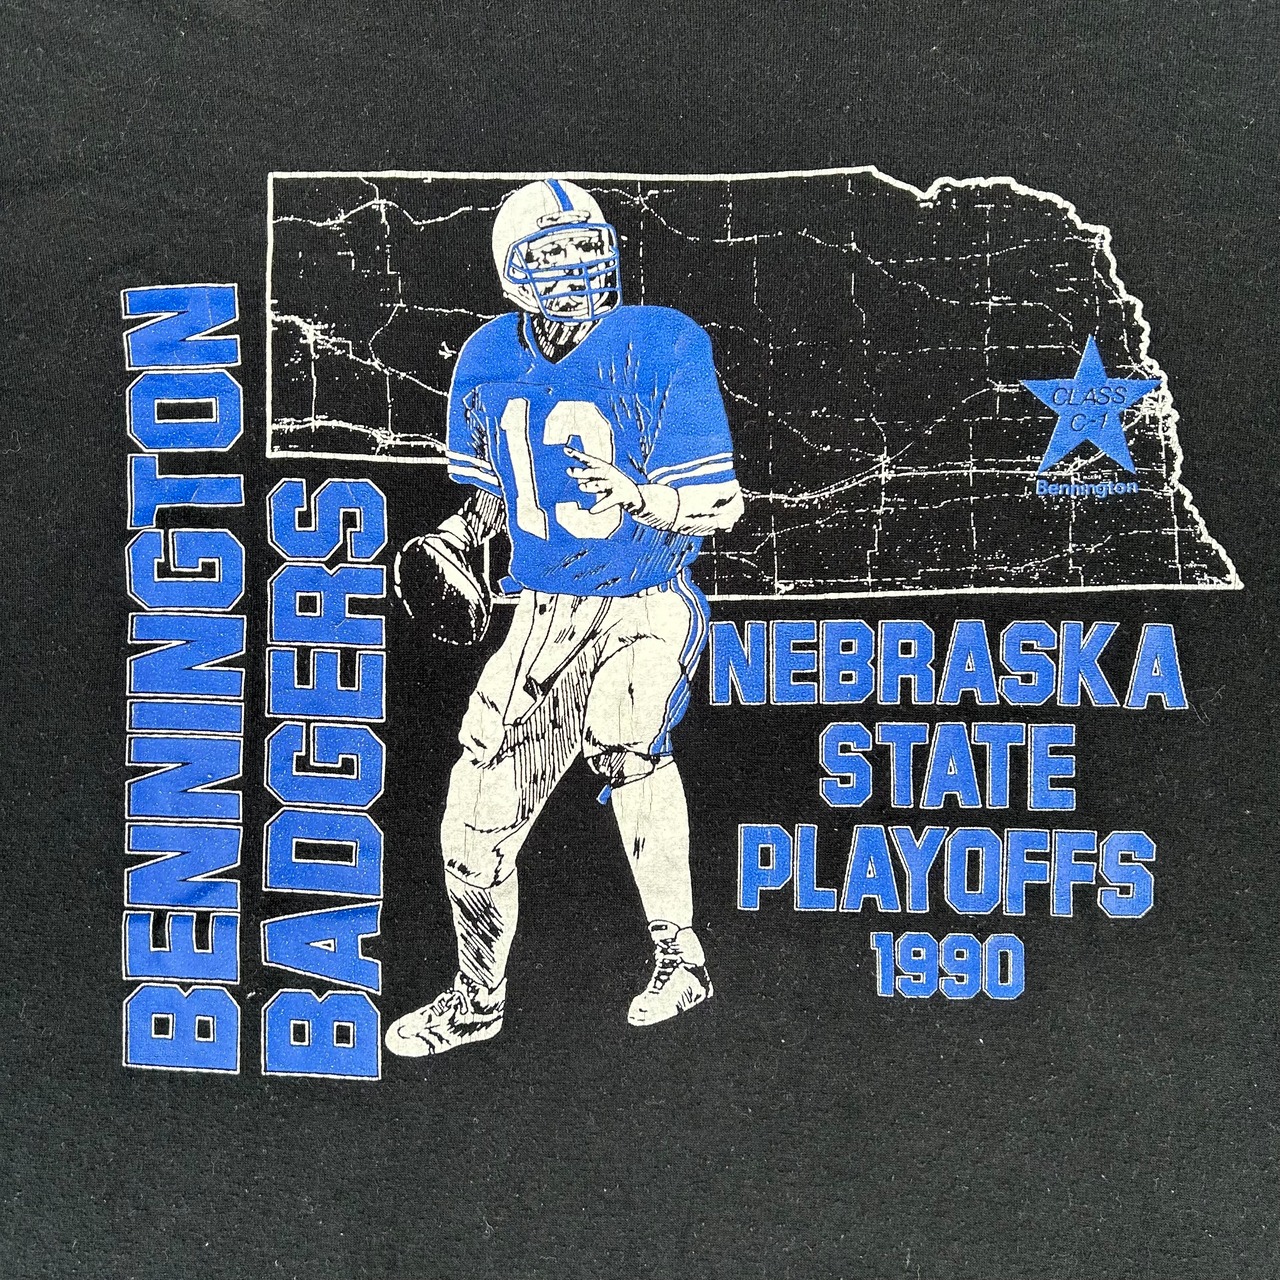 BENNINGTON
BADGERS
13
CLASS
C-1
Bennington
NEBRASKA
STATE
PLAYOFFS
1990